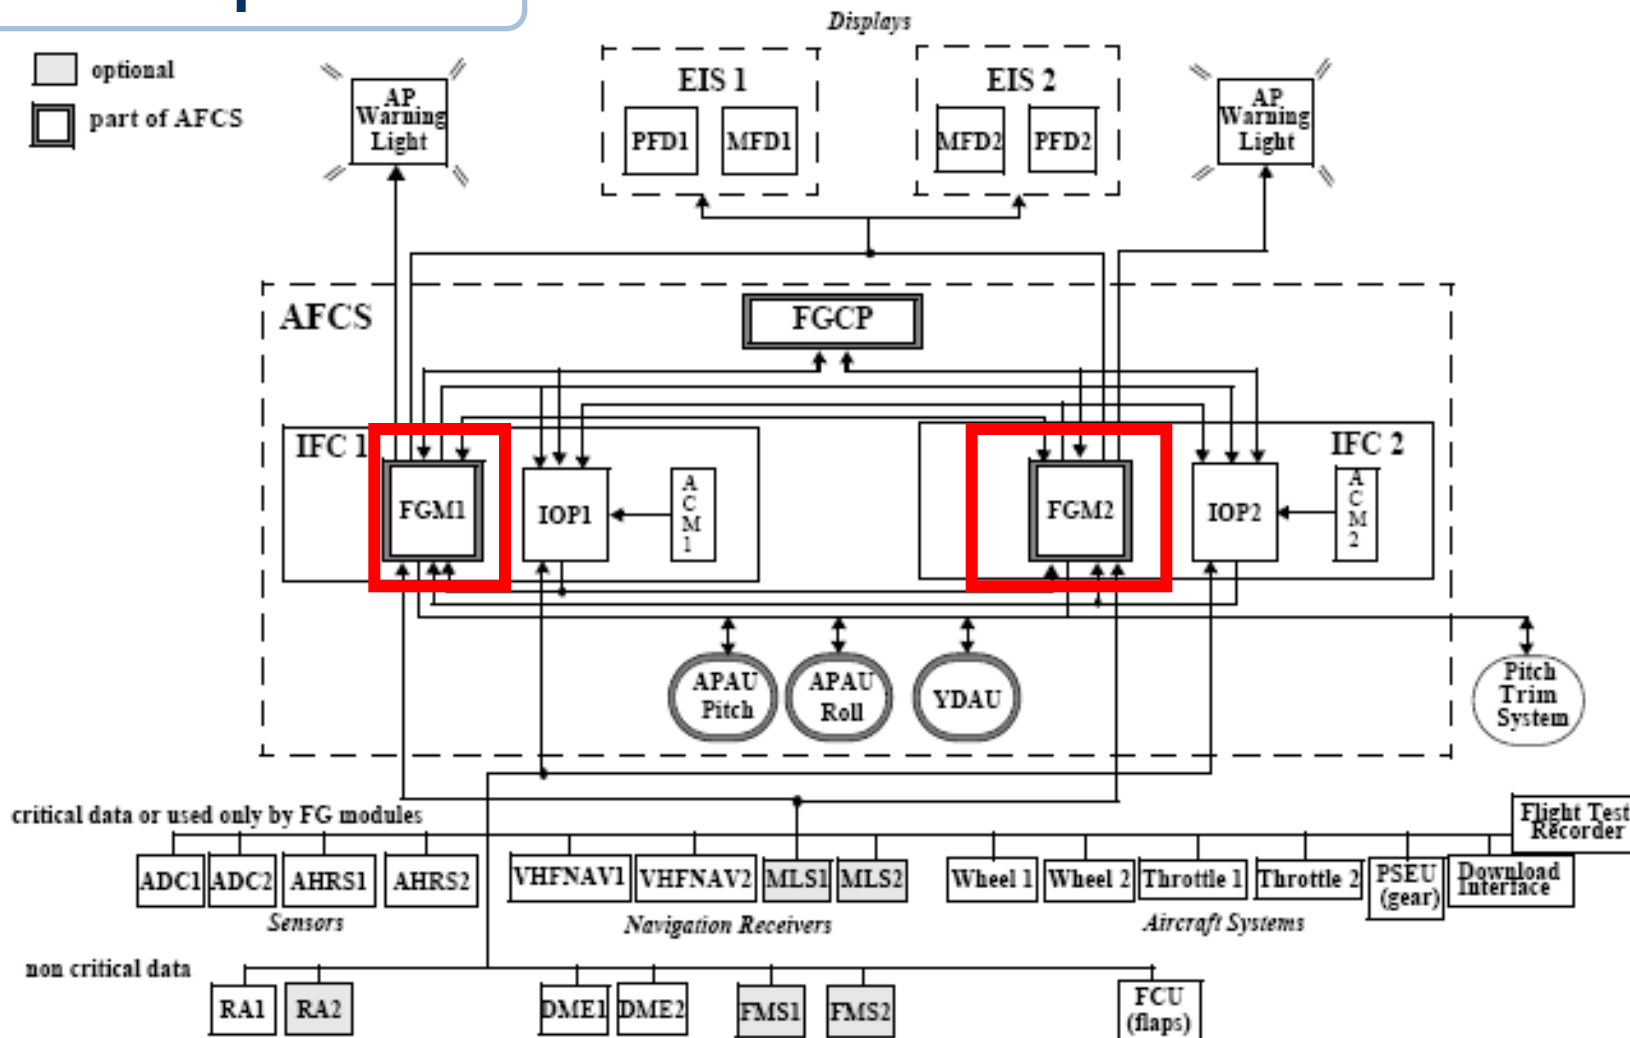 Displays
optional
part of AFCS
AP
Warning
Light
EIS 1
PFD1
MFD1
EIS 2
MFD2
PFD2
AP
Warning
Light
AFCS
FGCP
IFC 1
FGM1
IOP1
A
C
M
1
IFC 2
FGM2
IOP2
A
C
M
2
APAU
Pitch
APAU
Roll
YDAU
Pitch
Trim
System
critical data or used only by FG modules
Flight Test
Recorder
ADC1
ADC2
AHRS1
AHRS2
VHFNAV1
VHFNAV2
MLS1
MLS2
Wheel 1
Wheel 2
Throttle 1
Throttle 2
PSEU
(gear)
Download
Interface
Sensors
Navigation Receivers
Aircraft Systems
non critical data
RA1
RA2
DME1
DME2
FMS1
FMS2
FCU
(flaps)